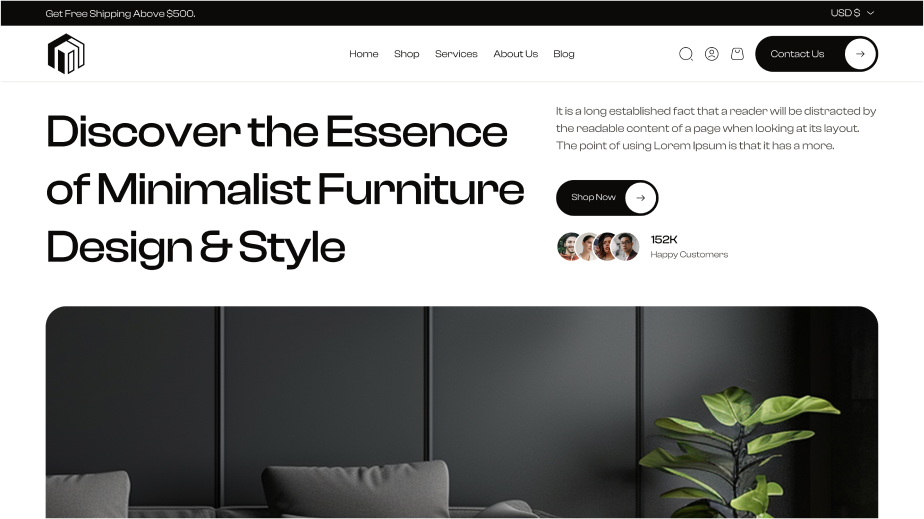 Get Free Shipping Above $500.
USD $
Home
Shop
Services
About Us
Blog
Contact Us
Discover the Essence
of Minimalist Furniture
Design & Style
It is a long established fact that a reader will be distracted by
the readable content of a page when looking at its layout.
The point of using Lorem Ipsum is that it has a more.
Shop Now
152K
Happy Customers